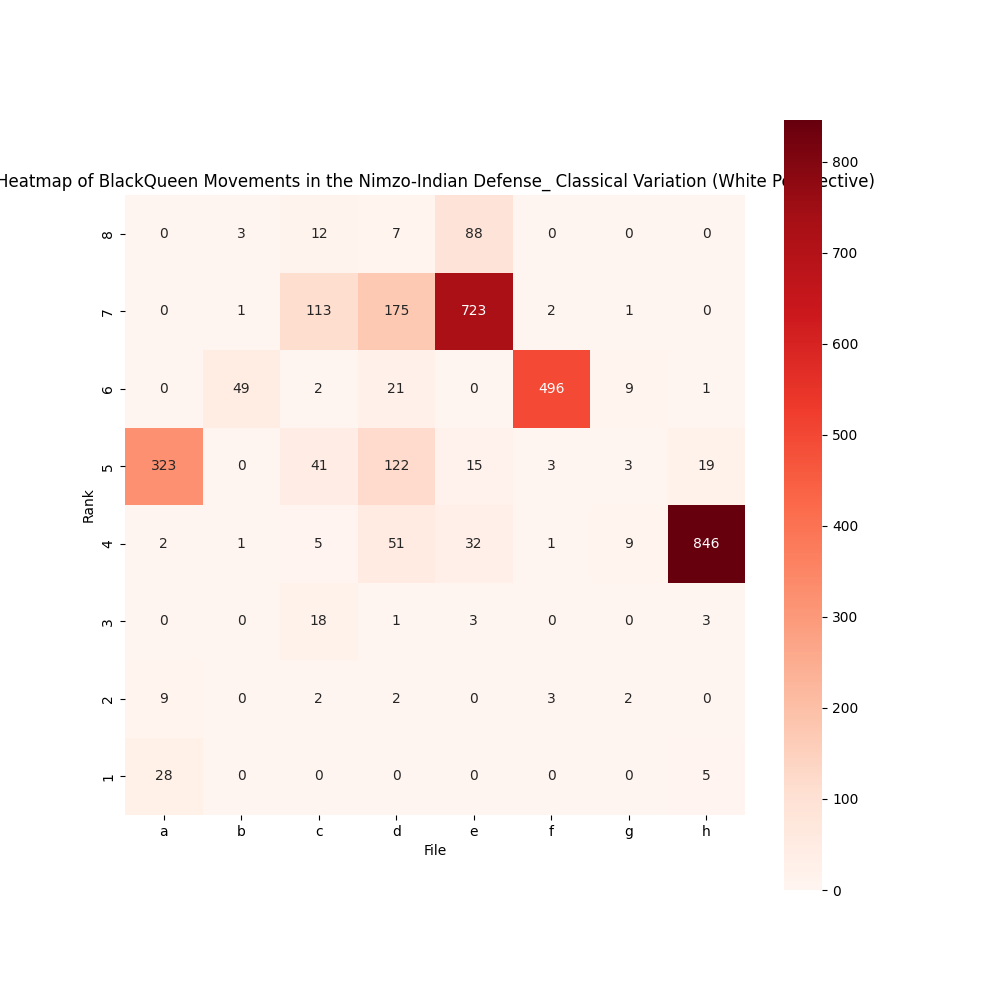 Heatmap of BlackQueen Movements in the Nimzo-Indian Defense_ Classical Variation (White Perspective)
8 0 3 12 7 88 0 0 0
7 0 1 113 175 723 2 1 0
6 0 49 2 21 0 496 9 1
5 323 0 41 122 15 3 3 19
Rank
4 2 1 5 51 32 1 9 846
3 0 0 18 1 3 0 0 3
2 9 0 2 2 0 3 2 0
1 28 0 0 0 0 0 0 5
a b c d e f g h
File
800
700
600
500
400
300
200
100
0